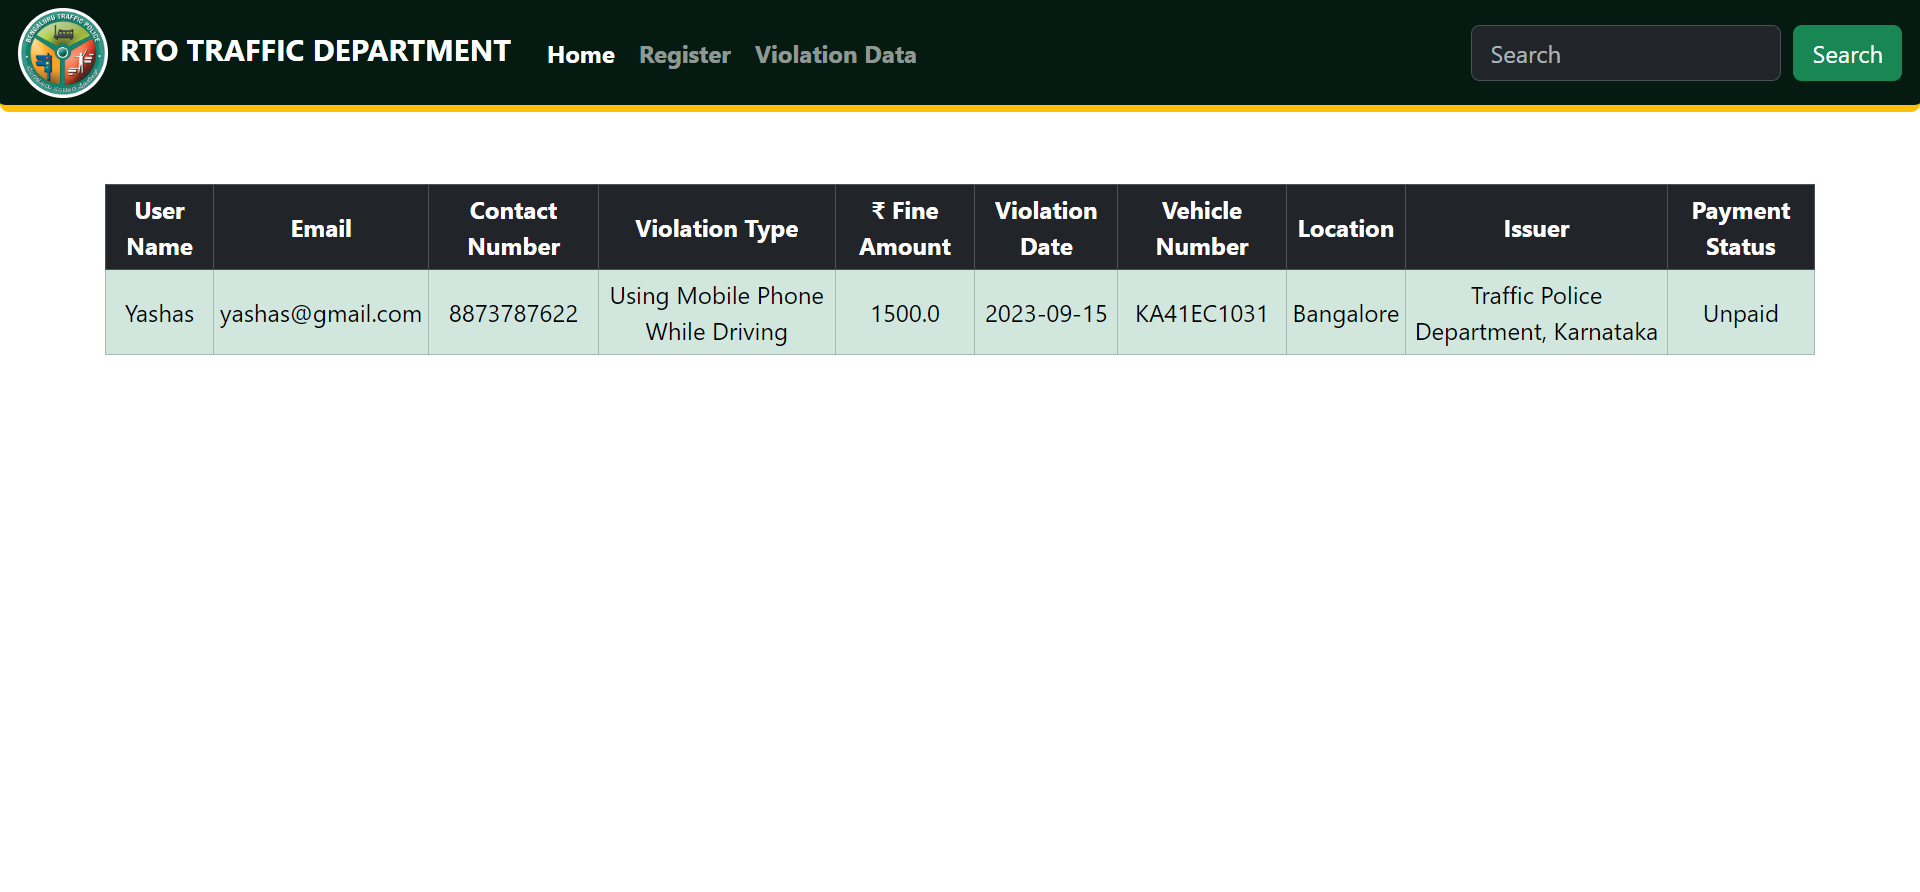 BENGALURU TRAFFIC POLICE
RTO TRAFFIC DEPARTMENT
Home
Register
Violation Data
Search
Search
User Name
Email
Contact Number
Violation Type
₹ Fine Amount
Violation Date
Vehicle Number
Location
Issuer
Payment Status
Yashas
yashas@gmail.com
8873787622
Using Mobile Phone
While Driving
1500.0
2023-09-15
KA41EC1031
Bangalore
Traffic Police
Department, Karnataka
Unpaid